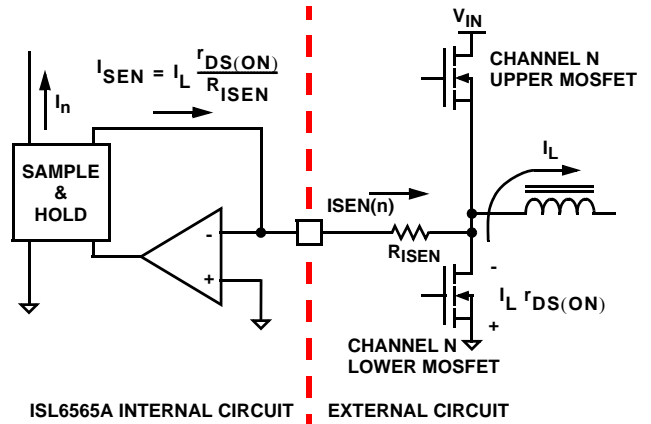 I_SEN = I_L r_DS(ON) / R_ISEN
I_n
SAMPLE
&
HOLD
-
+
V_IN
CHANNEL N
UPPER MOSFET
I_L
ISEN(n)
R_ISEN
-
I_L r_DS(ON)
+
CHANNEL N
LOWER MOSFET
ISL6565A INTERNAL CIRCUIT
EXTERNAL CIRCUIT